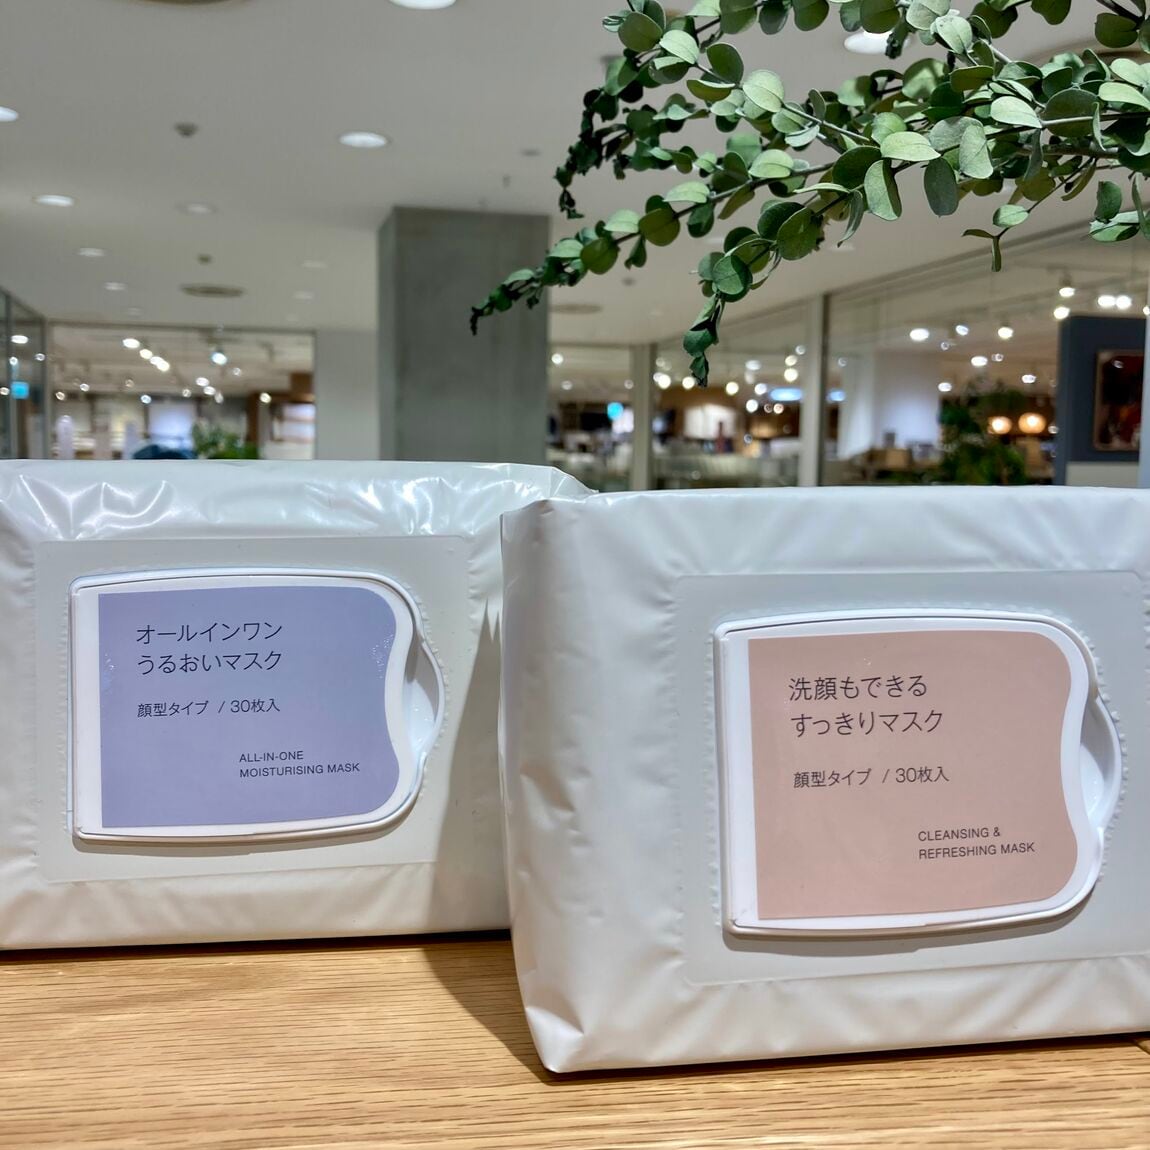 オールインワン
うるおいマスク
顔型タイプ / 30枚入
ALL-IN-ONE
MOISTURISING MASK
洗顔もできる
すっきりマスク
顔型タイプ / 30枚入
CLEANSING &
REFRESHING MASK